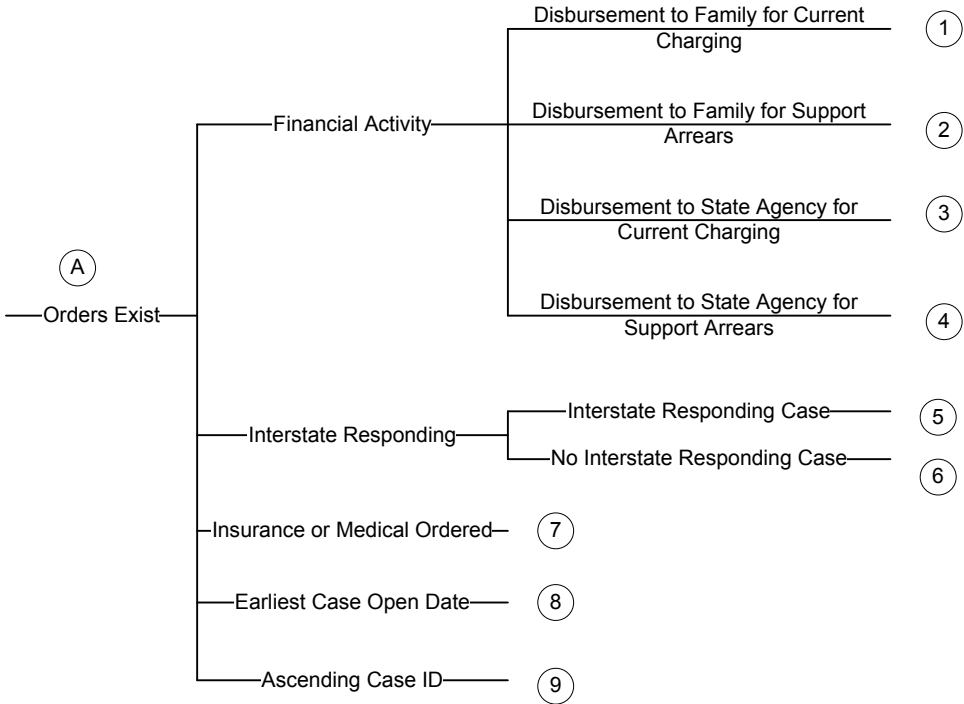 Disbursement to Family for Current
Charging
1
Disbursement to Family for Support
Arrears
2
Financial Activity
Disbursement to State Agency for
Current Charging
3
A
Orders Exist
Disbursement to State Agency for
Support Arrears
4
Interstate Responding
Interstate Responding Case
5
No Interstate Responding Case
6
Insurance or Medical Ordered
7
Earliest Case Open Date
8
Ascending Case ID
9